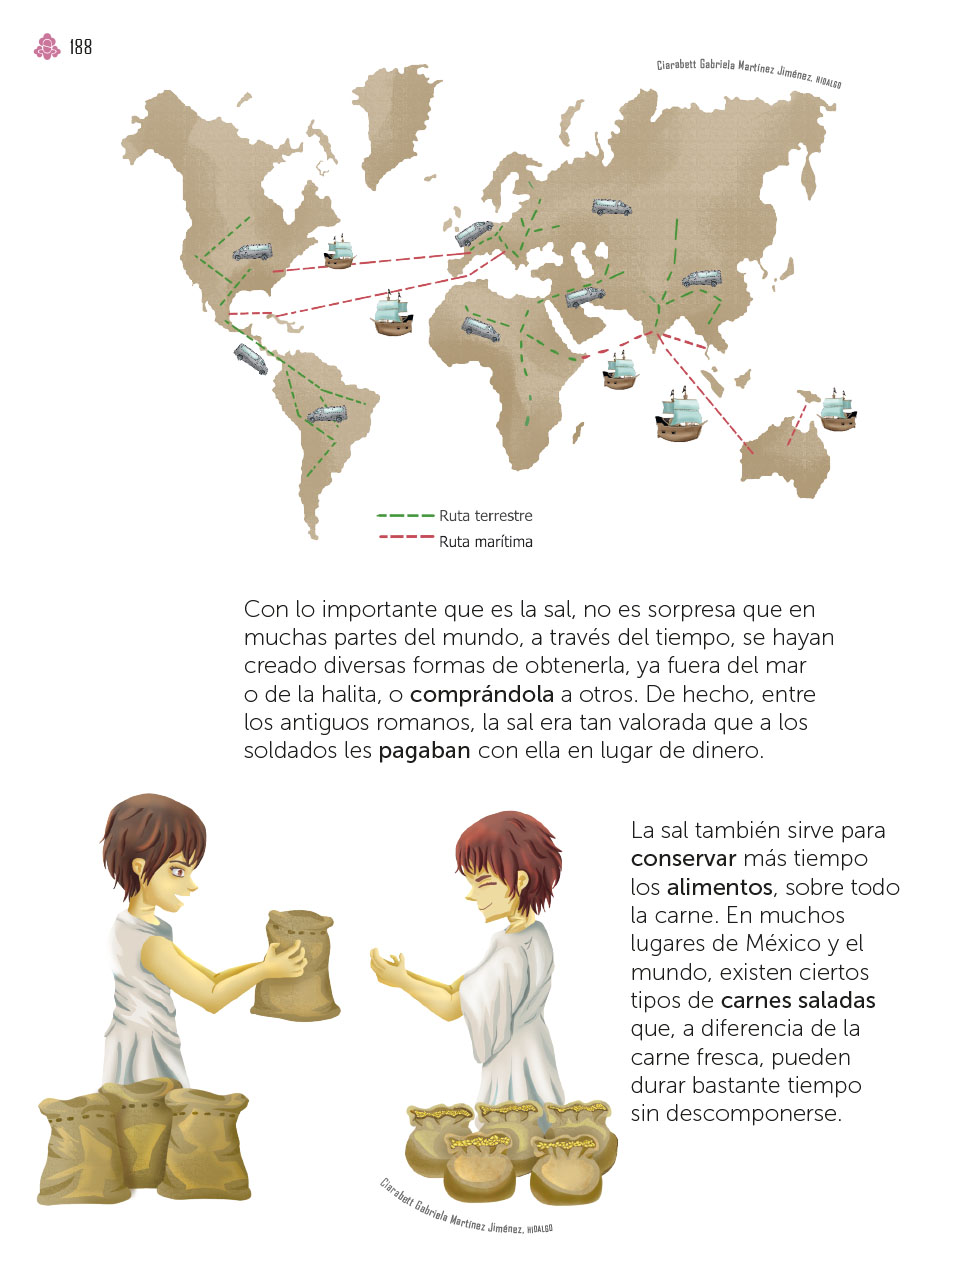 188
Ciarabett Gabriela Martínez Jiménez, HIDALGO
Ruta terrestre
Ruta marítima
Con lo importante que es la sal, no es sorpresa que en
muchas partes del mundo, a través del tiempo, se hayan
creado diversas formas de obtenerla, ya fuera del mar
o de la halita, o comprándola a otros. De hecho, entre
los antiguos romanos, la sal era tan valorada que a los
soldados les pagaban con ella en lugar de dinero.
La sal también sirve para
conservar más tiempo
los alimentos, sobre todo
la carne. En muchos
lugares de México y el
mundo, existen ciertos
tipos de carnes saladas
que, a diferencia de la
carne fresca, pueden
durar bastante tiempo
sin descomponerse.
Ciarabett Gabriela Martínez Jiménez, HIDALGO